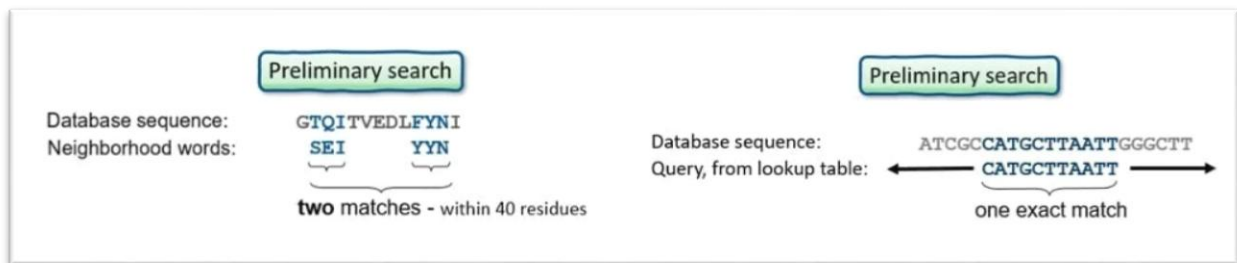 Preliminary search
Database sequence: GTQITVEDLFYNI
Neighborhood words: SEI YYN
two matches - within 40 residues
Preliminary search
Database sequence: ATCGCCATGCTTAATTGGGCTT
Query, from lookup table: CATGCTTAATT
one exact match